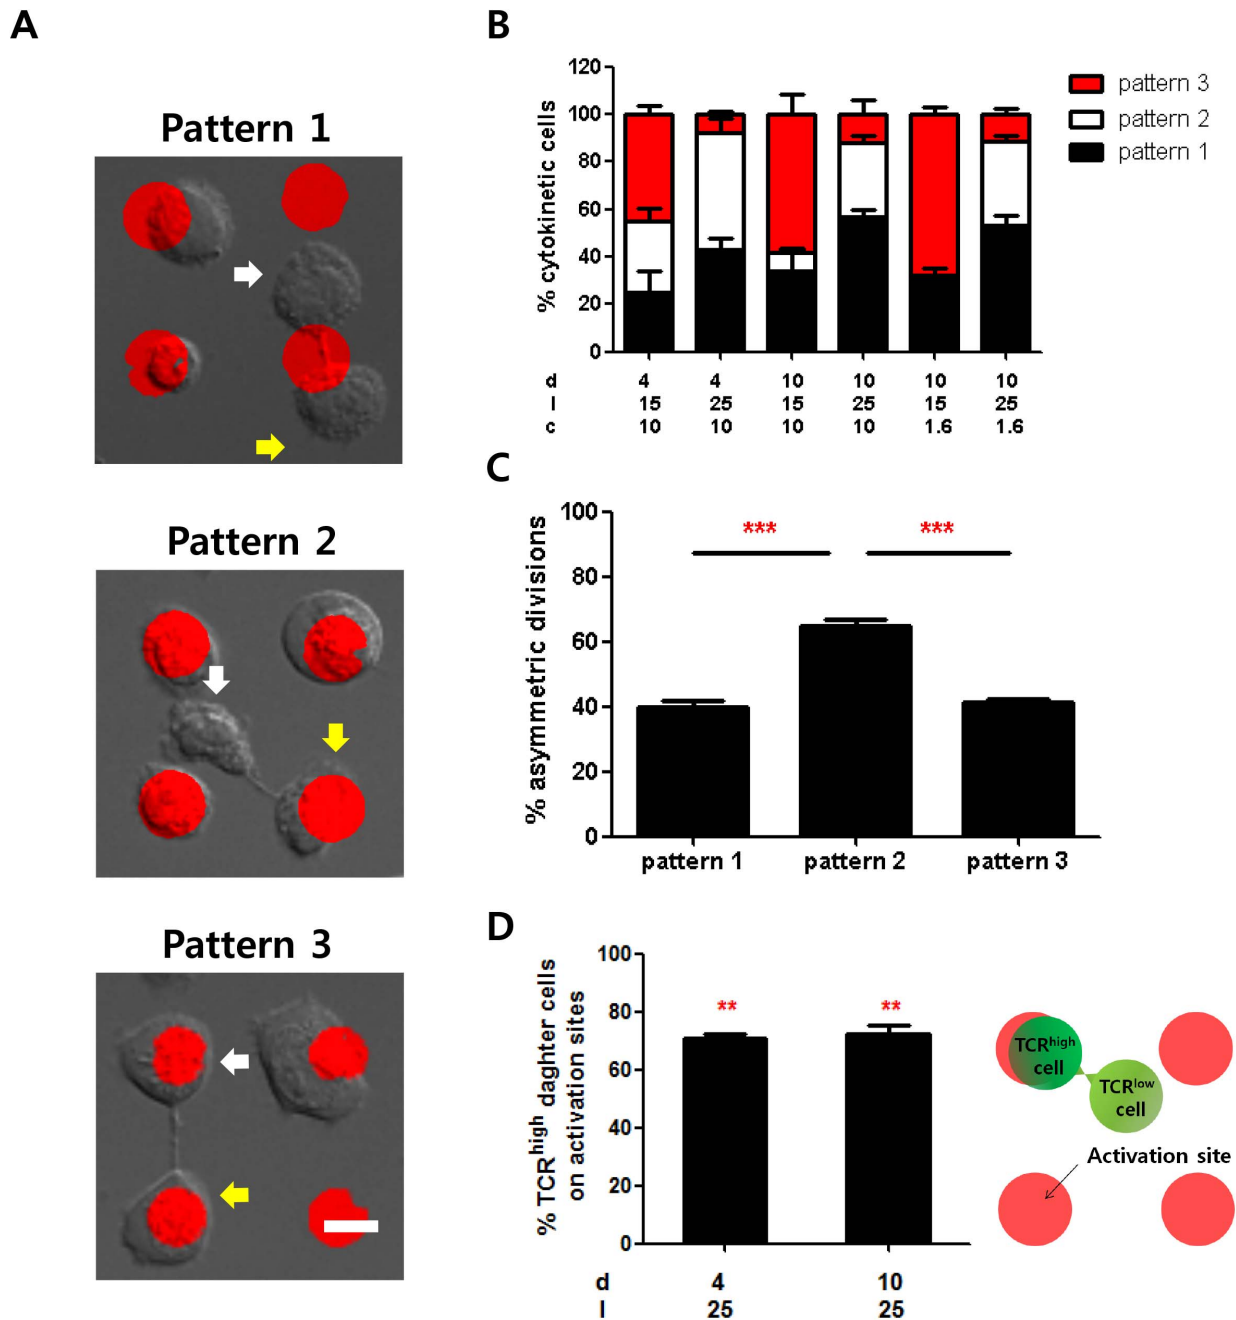 A
Pattern 1
Pattern 2
Pattern 3
B
% cytokinetic cells
120
100
80
60
40
20
0
pattern 3
pattern 2
pattern 1
d 4 4 10 10 10 10
l 15 25 15 25 15 25
c 10 10 10 10 1.6 1.6
C
% asymmetric divisions
100
80
60
40
20
0
*** ***
pattern 1 pattern 2 pattern 3
D
% TCRhigh daghter cells
on activation sites
100
80
60
40
20
0
** **
d 4 10
l 25 25
TCRhigh
cell
TCRlow
cell
Activation site